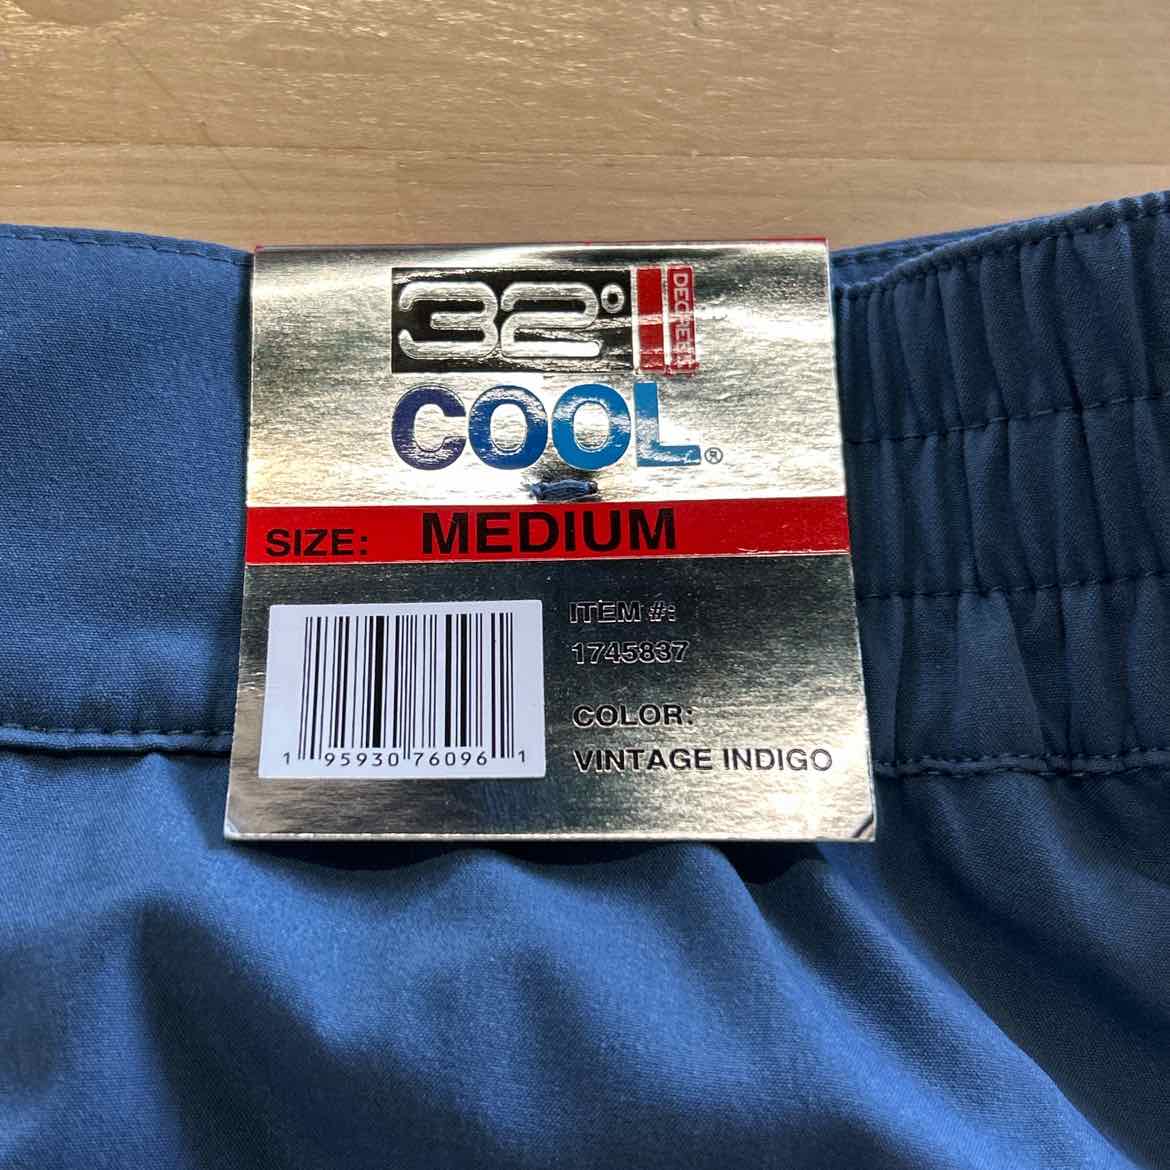 32° DEGREES
COOL®
SIZE: MEDIUM
ITEM #:
1745837
COLOR:
VINTAGE INDIGO
1 95930 76096 1